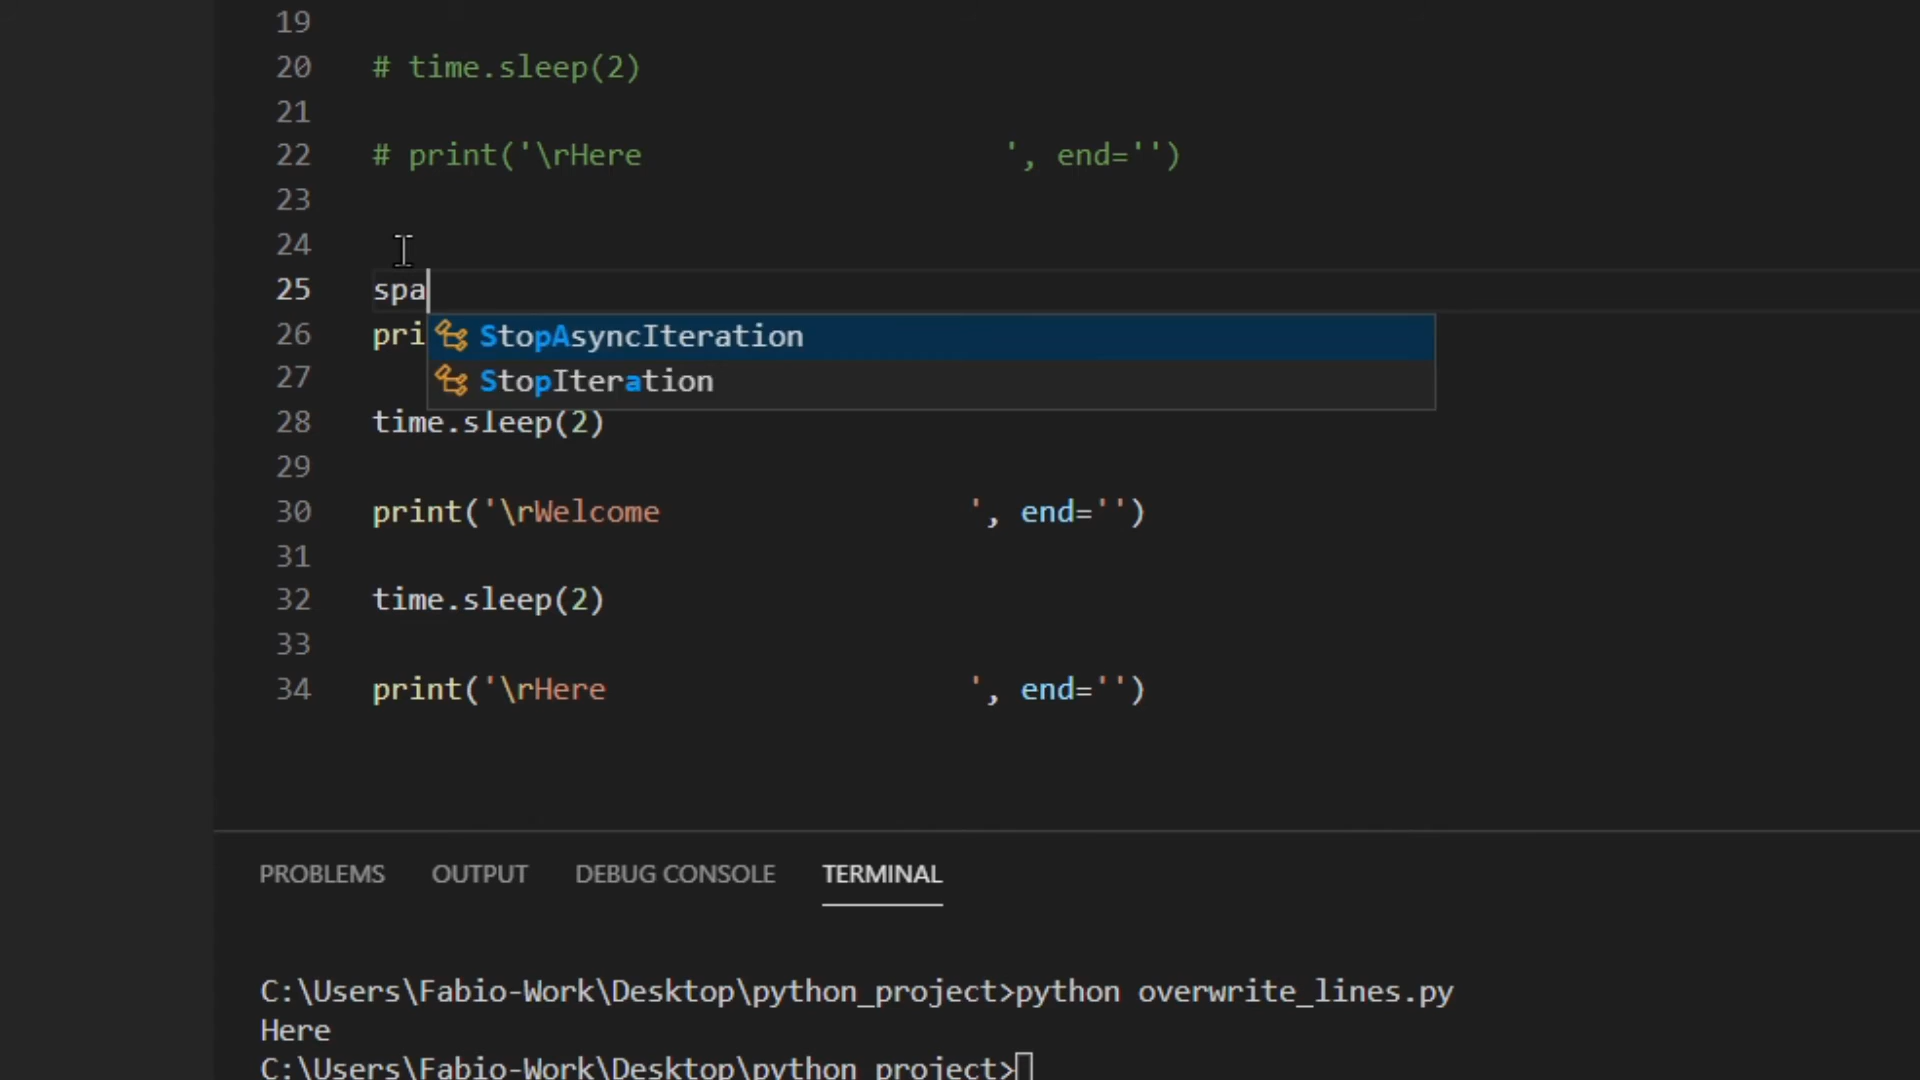 19
20 # time.sleep(2)
21
22 # print('\rHere                    ', end='')
23
24
25 spa
26 pri
StopAsyncIteration
27
StopIteration
28 time.sleep(2)
29
30 print('\rWelcome                 ', end='')
31
32 time.sleep(2)
33
34 print('\rHere                    ', end='')
PROBLEMS OUTPUT DEBUG CONSOLE TERMINAL
C:\Users\Fabio-Work\Desktop\python_project>python overwrite_lines.py
Here
C:\Users\Fabio-Work\Desktop\python_project>